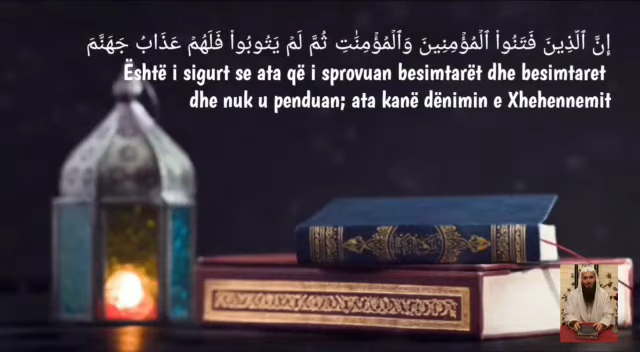 إِنَّ ٱلَّذِينَ فَتَنُوا۟ ٱلۡمُؤۡمِنِينَ وَٱلۡمُؤۡمِنَٰتِ ثُمَّ لَمۡ يَتُوبُوا۟ فَلَهُمۡ عَذَابُ جَهَنَّمَ
Është i sigurt se ata që i sprovuan besimtarët dhe besimtaret
dhe nuk u penduan; ata kanë dënimin e Xhehennemit